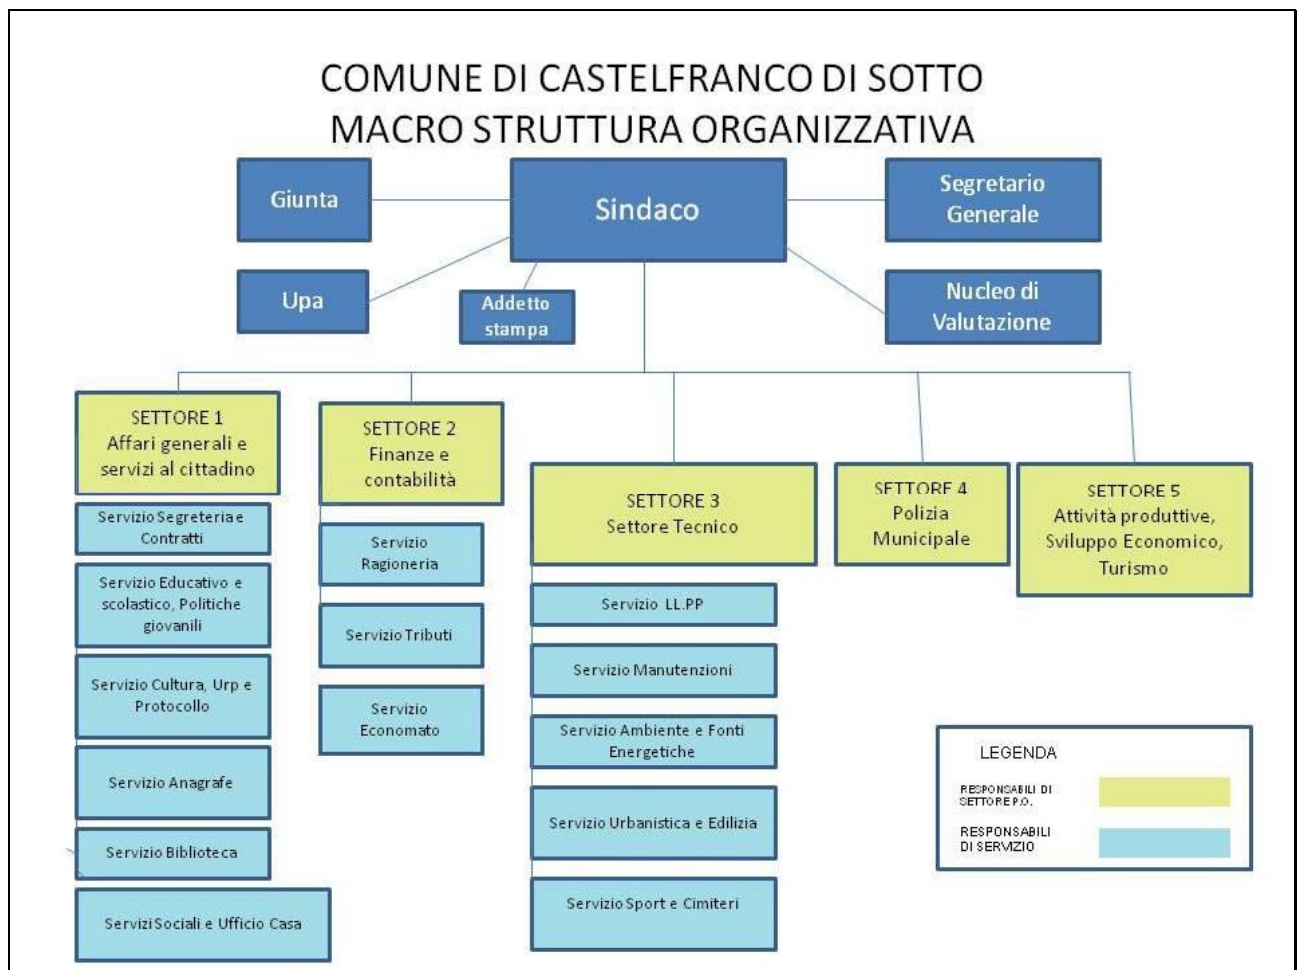 COMUNE DI CASTELFRANCO DI SOTTO
MACRO STRUTTURA ORGANIZZATIVA
Giunta
Sindaco
Segretario
Generale
Upa
Addetto
stampa
Nucleo di
Valutazione
SETTORE 1
Affari generali e
servizi al cittadino
Servizio Segreteria e
Contratti
Servizio Educativo e
scolastico, Politiche
giovanili
Servizio Cultura, Urp e
Protocollo
Servizio Anagrafe
Servizio Biblioteca
Servizi Sociali e Ufficio Casa
SETTORE 2
Finanze e
contabilità
Servizio
Ragioneria
Servizio Tributi
Servizio
Economato
SETTORE 3
Settore Tecnico
Servizio LL.PP
Servizio Manutenzioni
Servizio Ambiente e Fonti
Energetiche
Servizio Urbanistica e Edilizia
Servizio Sport e Cimiteri
SETTORE 4
Polizia
Municipale
SETTORE 5
Attività produttive,
Sviluppo Economico,
Turismo
LEGENDA
RESPONSABILI DI
SETTORE P.O.
RESPONSABILI
DI SERVIZIO